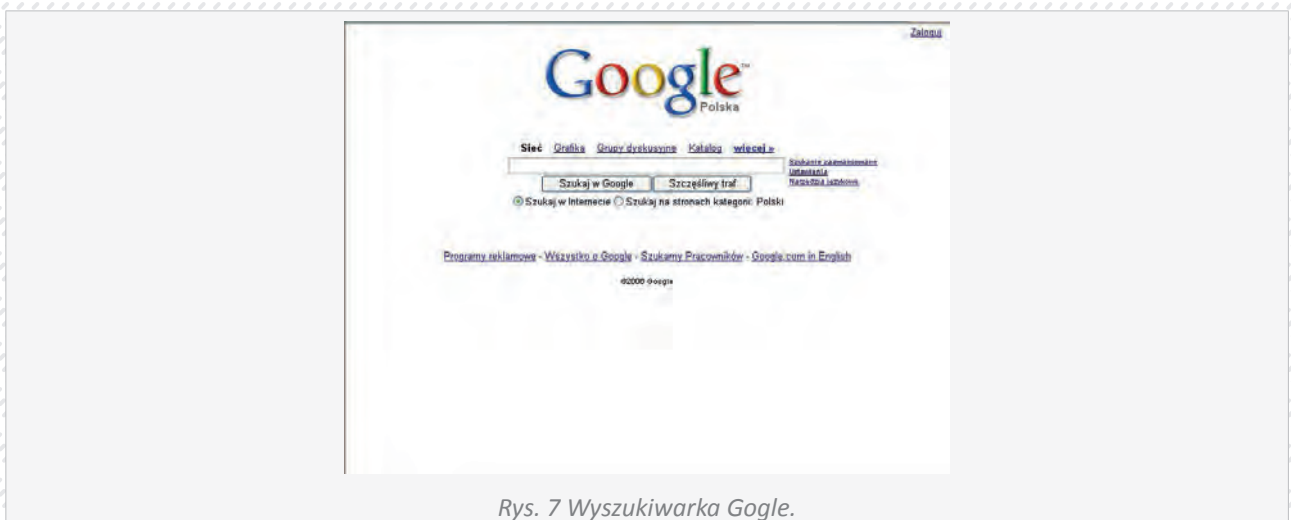 Zaloguj
Google™
Polska
Sieć Grafika Grupy dyskusyjne Katalog więcej »
Szukanie zaawansowane
Ustawienia
Narzędzia językowe
Szukaj w Google Szczęśliwy traf
Szukaj w Internecie Szukaj na stronach kategorii: Polski
Programy reklamowe - Wszystko o Google - Szukamy Pracowników - Google.com in English
©2006 Google
Rys. 7 Wyszukiwarka Gogle.